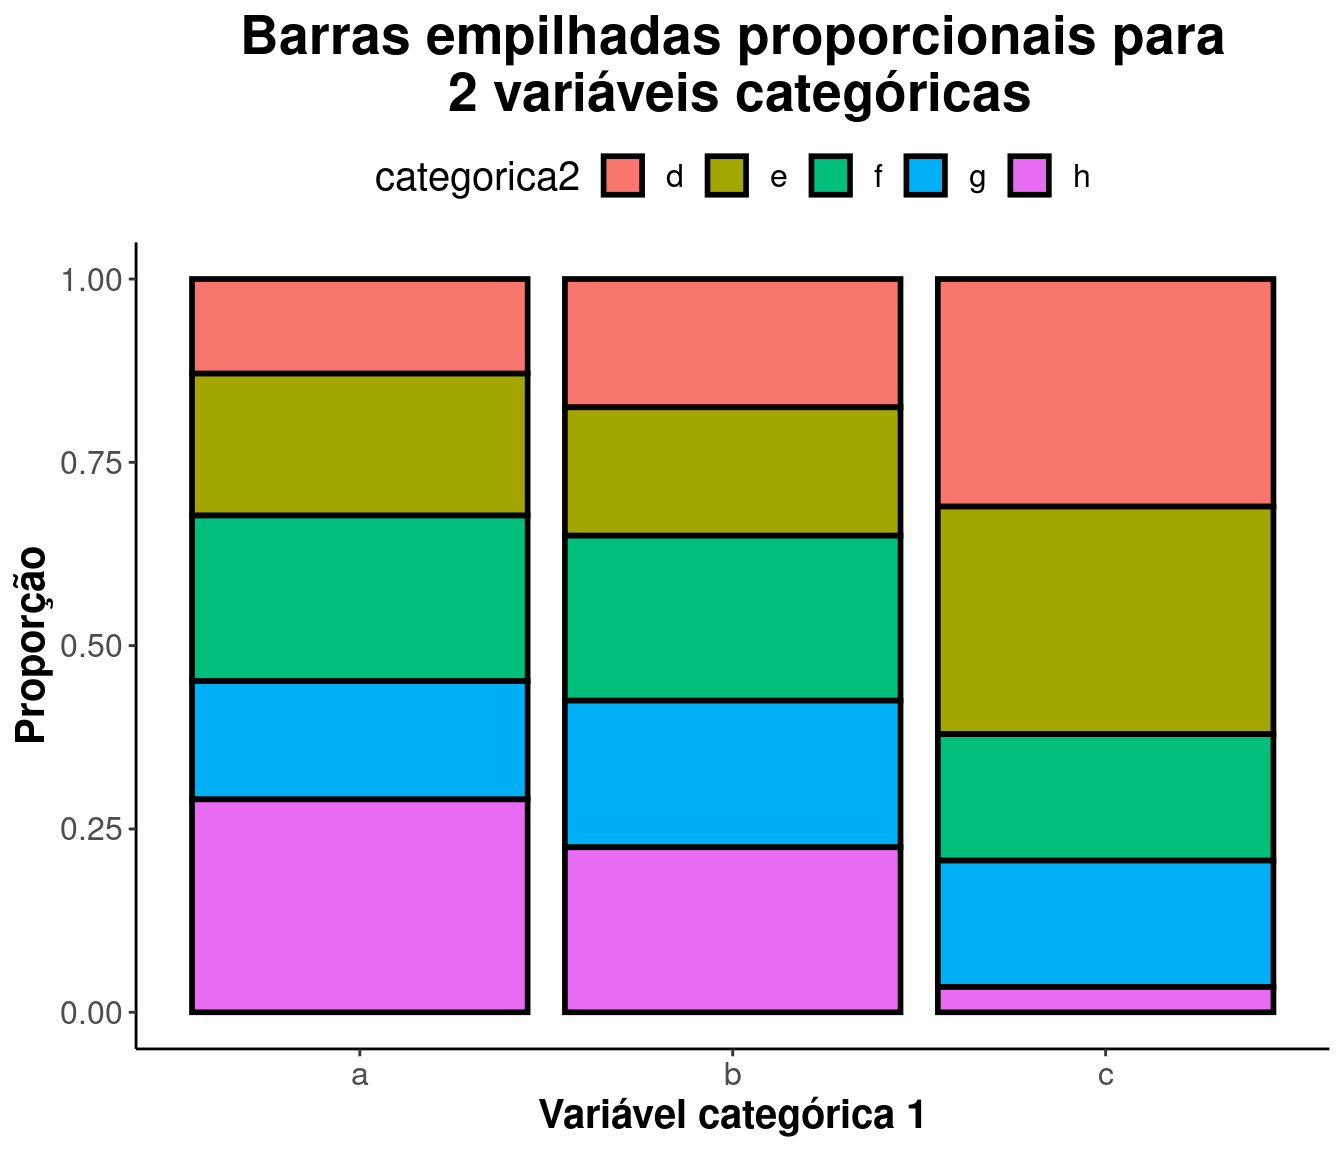 Barras empilhadas proporcionais para
2 variáveis categóricas
categorica2 d e f g h
1.00
0.75
0.50
0.25
0.00
Proporção
a b c
Variável categórica 1